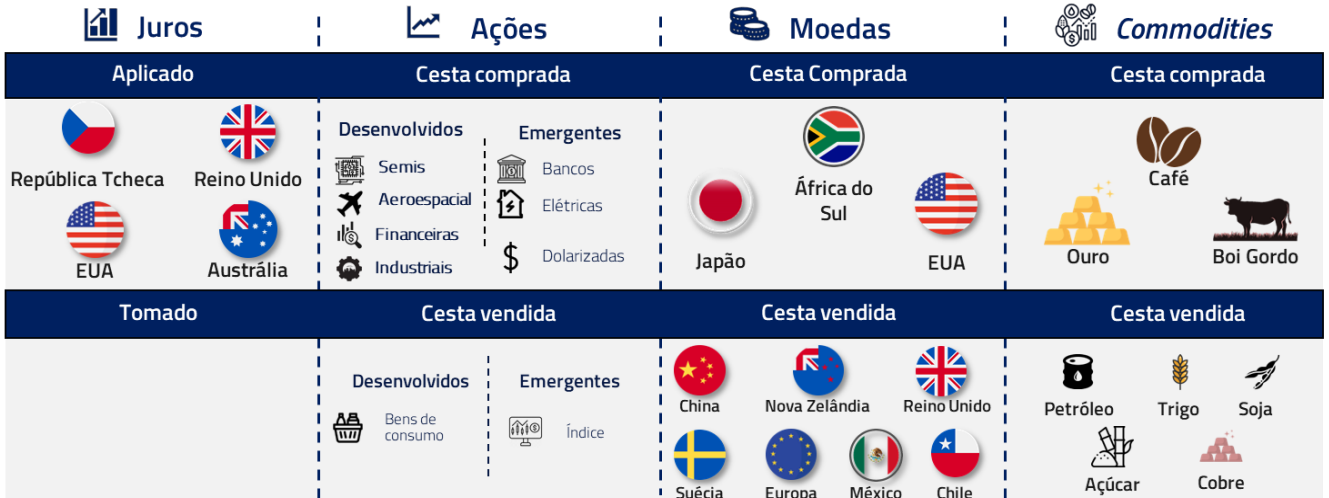 Juros
Ações
Moedas
Commodities
Aplicado
Cesta comprada
Cesta Comprada
Cesta comprada
República Tcheca
Reino Unido
EUA
Austrália
Desenvolvidos
Semis
Aeroespacial
Financeiras
Industriais
Emergentes
Bancos
Elétricas
Dolarizadas
Japão
África do
Sul
EUA
Café
Ouro
Boi Gordo
Tomado
Cesta vendida
Cesta vendida
Cesta vendida
Desenvolvidos
Bens de
consumo
Emergentes
Índice
China
Nova Zelândia
Reino Unido
Suécia
Europa
México
Chile
Petróleo
Trigo
Soja
Açúcar
Cobre